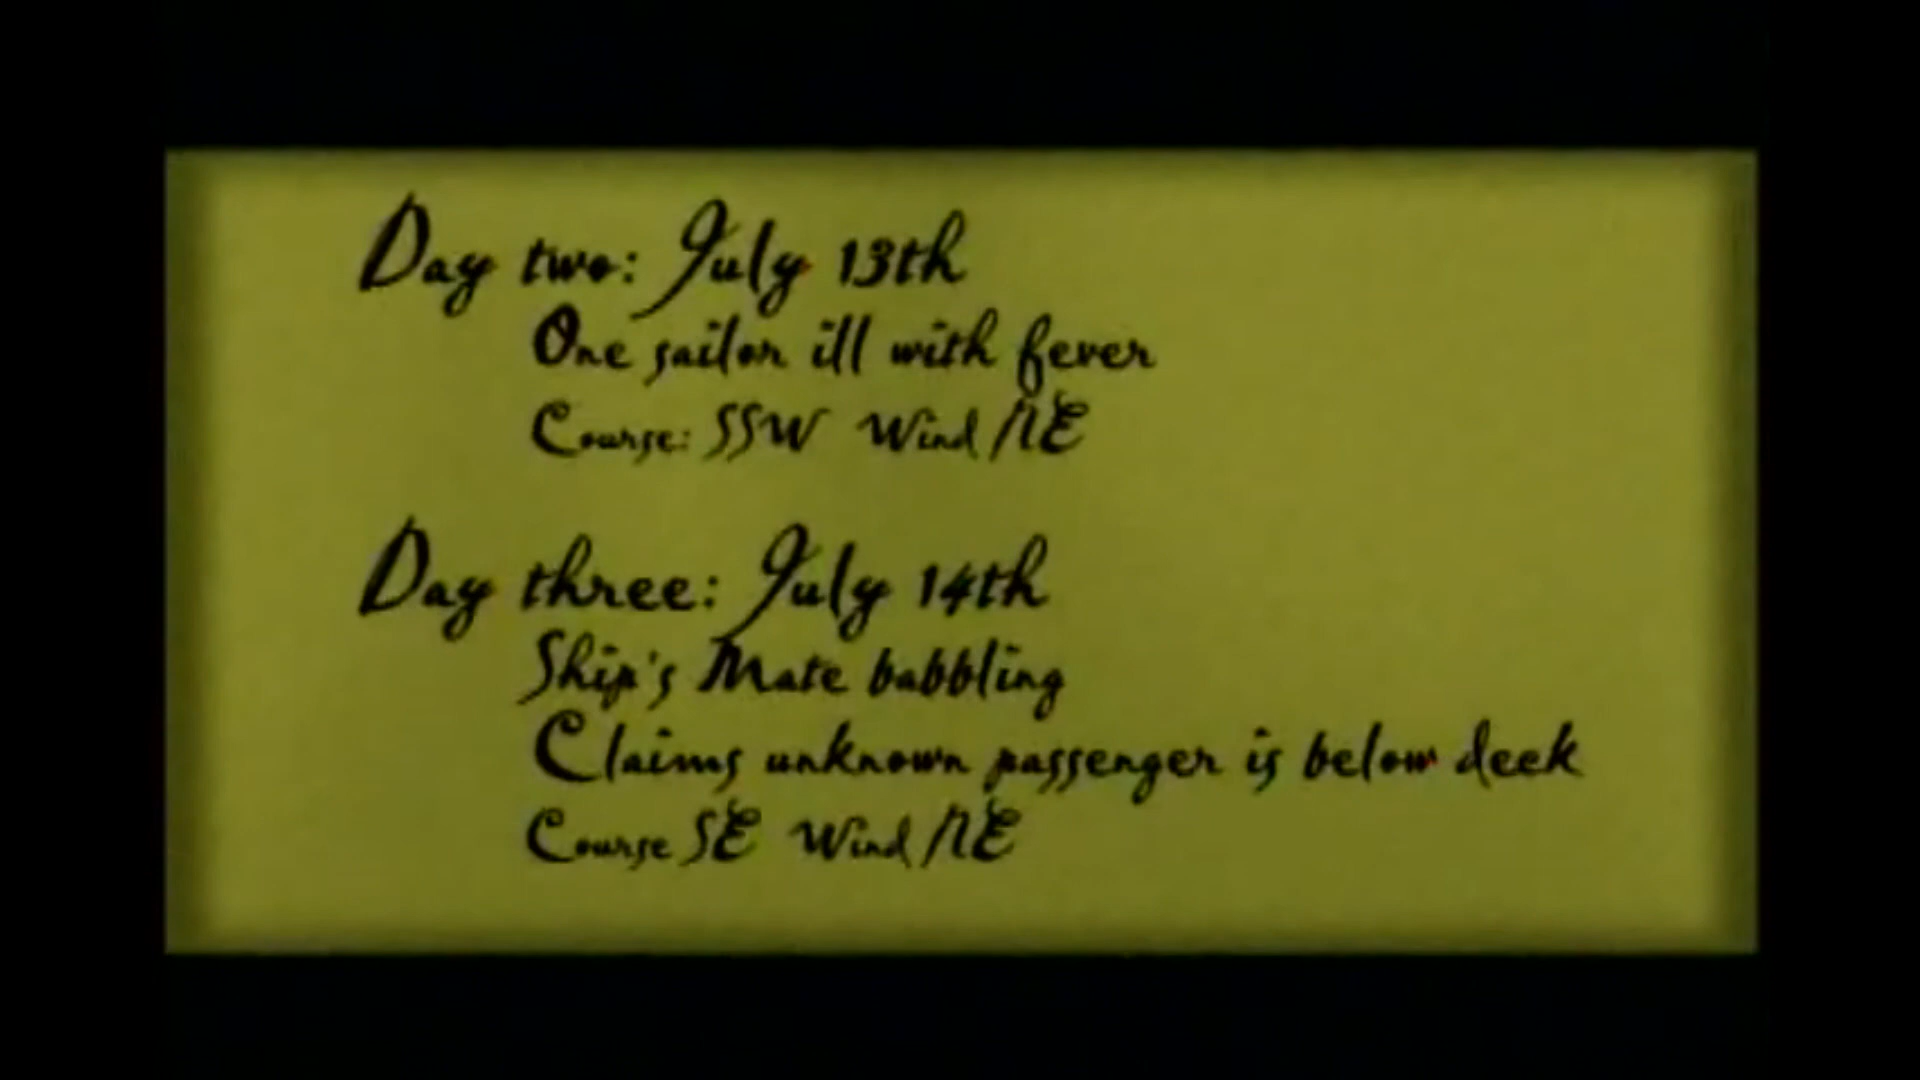 Day two: July 13th
One sailor ill with fever
Course: SSW Wind/NE
Day three: July 14th
Ship's Mate babbling
Claims unknown passenger is below deck
Course SE Wind/NE